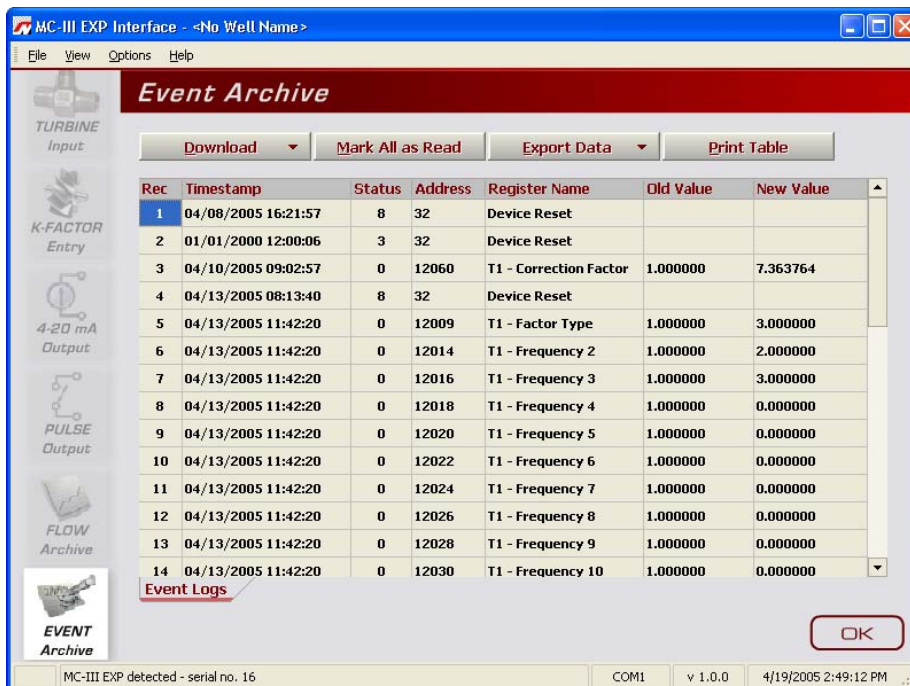 MC-III EXP Interface - <No Well Name>
File View Options Help
Event Archive
TURBINE
Input
K-FACTOR
Entry
4-20 mA
Output
PULSE
Output
FLOW
Archive
EVENT
Archive
Download Mark All as Read Export Data Print Table
Rec Timestamp Status Address Register Name Old Value New Value
1 04/08/2005 16:21:57 8 32 Device Reset
2 01/01/2000 12:00:06 3 32 Device Reset
3 04/10/2005 09:02:57 0 12060 T1 - Correction Factor 1.000000 7.363764
4 04/13/2005 08:13:40 8 32 Device Reset
5 04/13/2005 11:42:20 0 12009 T1 - Factor Type 1.000000 3.000000
6 04/13/2005 11:42:20 0 12014 T1 - Frequency 2 1.000000 2.000000
7 04/13/2005 11:42:20 0 12016 T1 - Frequency 3 1.000000 3.000000
8 04/13/2005 11:42:20 0 12018 T1 - Frequency 4 1.000000 0.000000
9 04/13/2005 11:42:20 0 12020 T1 - Frequency 5 1.000000 0.000000
10 04/13/2005 11:42:20 0 12022 T1 - Frequency 6 1.000000 0.000000
11 04/13/2005 11:42:20 0 12024 T1 - Frequency 7 1.000000 0.000000
12 04/13/2005 11:42:20 0 12026 T1 - Frequency 8 1.000000 0.000000
13 04/13/2005 11:42:20 0 12028 T1 - Frequency 9 1.000000 0.000000
14 04/13/2005 11:42:20 0 12030 T1 - Frequency 10 1.000000 0.000000
Event Logs
OK
MC-III EXP detected - serial no. 16 COM1 v 1.0.0 4/19/2005 2:49:12 PM